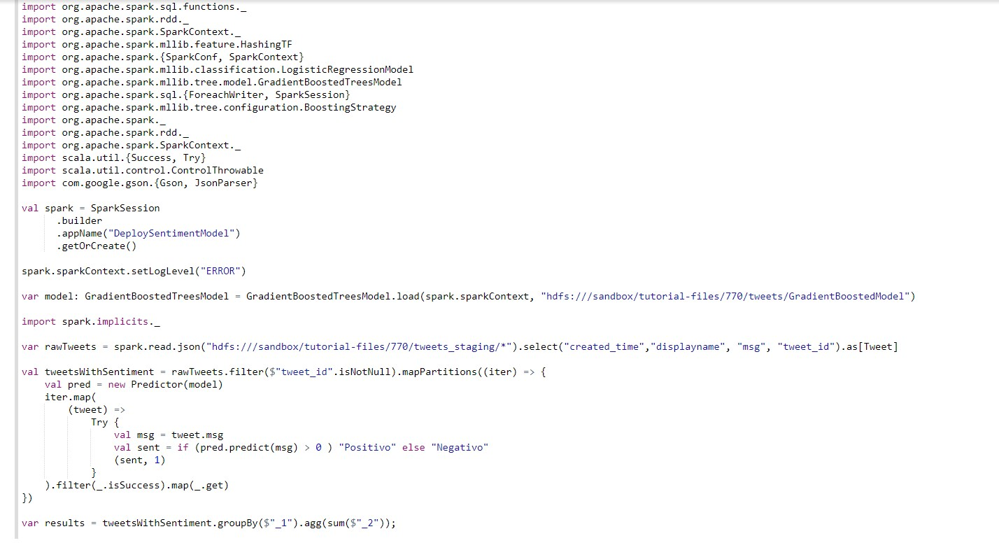 import org.apache.spark.sql.functions._
import org.apache.spark.rdd._
import org.apache.spark.SparkContext._
import org.apache.spark.mllib.feature.HashingTF
import org.apache.spark.{SparkConf, SparkContext}
import org.apache.spark.mllib.classification.LogisticRegressionModel
import org.apache.spark.mllib.tree.model.GradientBoostedTreesModel
import org.apache.spark.sql.{ForeachWriter, SparkSession}
import org.apache.spark.mllib.tree.configuration.BoostingStrategy
import org.apache.spark._
import org.apache.spark.rdd._
import org.apache.spark.SparkContext._
import scala.util.{Success, Try}
import scala.util.control.ControlThrowable
import com.google.gson.{Gson, JsonParser}

val spark = SparkSession
      .builder
      .appName("DeploySentimentModel")
      .getOrCreate()

spark.sparkContext.setLogLevel("ERROR")

var model: GradientBoostedTreesModel = GradientBoostedTreesModel.load(spark.sparkContext, "hdfs:///sandbox/tutorial-files/770/tweets/GradientBoostedModel")

import spark.implicits._

var rawTweets = spark.read.json("hdfs:///sandbox/tutorial-files/770/tweets_staging/*").select("created_time","displayname", "msg", "tweet_id").as[Tweet]

val tweetsWithSentiment = rawTweets.filter($"tweet_id".isNotNull).mapPartitions((iter) => {
    val pred = new Predictor(model)
    iter.map(
        (tweet) =>
            Try {
                val msg = tweet.msg
                val sent = if (pred.predict(msg) > 0 ) "Positivo" else "Negativo"
                (sent, 1)
            }
    ).filter(_.isSuccess).map(_.get)
})

var results = tweetsWithSentiment.groupBy($"_1").agg(sum($"_2"));